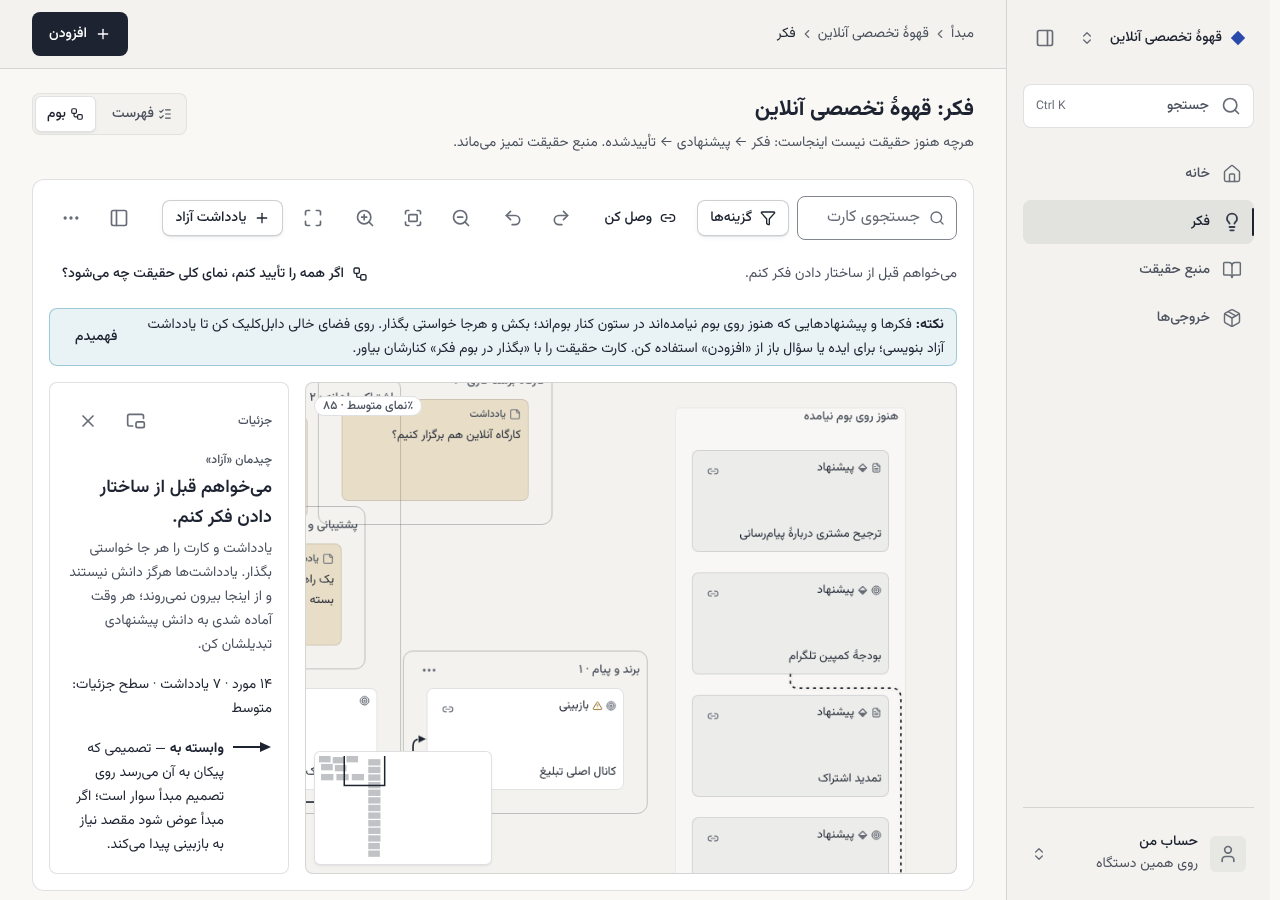 قهوهٔ تخصصی آنلاین
جستجو
Ctrl K
خانه
فکر
منبع حقیقت
خروجی‌ها
حساب من
روی همین دستگاه
مبدأ › قهوهٔ تخصصی آنلاین › فکر
افزودن
فکر: قهوهٔ تخصصی آنلاین
هرچه هنوز حقیقت نیست اینجاست: فکر ← پیشنهادی ← تأییدشده. منبع حقیقت تمیز می‌ماند.
فهرست
بوم
جستجوی کارت
گزینه‌ها
وصل کن
یادداشت آزاد
می‌خواهم قبل از ساختار دادن فکر کنم.
اگر همه را تأیید کنم، نمای کلی حقیقت چه می‌شود؟
نکته: فکرها و پیشنهادهایی که هنوز روی بوم نیامده‌اند در ستون کنار بوم‌اند؛ بکش و هرجا خواستی بگذار. روی فضای خالی دابل‌کلیک کن تا یادداشت
آزاد بنویسی؛ برای ایده یا سؤال باز از «افزودن» استفاده کن. کارت حقیقت را با «بگذار در بوم فکر» کنارشان بیاور.
فهمیدم
هنوز روی بوم نیامده
پیشنهاد
ترجیح مشتری دربارهٔ پیام‌رسانی
پیشنهاد
بودجهٔ کمپین تلگرام
پیشنهاد
تمدید اشتراک
پیشنهاد
نمای متوسط · ۸۵٪
یادداشت
کارگاه آنلاین هم برگزار کنیم؟
پشتیبانی و
یک راه
بسته
برند و پیام · ۱
بازبینی
کانال اصلی تبلیغ
جزئیات
چیدمان «آزاد»
می‌خواهم قبل از ساختار
دادن فکر کنم.
یادداشت و کارت را هر جا خواستی
بگذار. یادداشت‌ها هرگز دانش نیستند
و از اینجا بیرون نمی‌روند؛ هر وقت
آماده شدی به دانش پیشنهادی
تبدیلشان کن.
۱۴ مورد · ۷ یادداشت · سطح جزئیات:
متوسط
وابسته به — تصمیمی که
پیکان به آن می‌رسد روی
تصمیم مبدأ سوار است؛ اگر
مبدأ عوض شود مقصد نیاز
به بازبینی پیدا می‌کند.